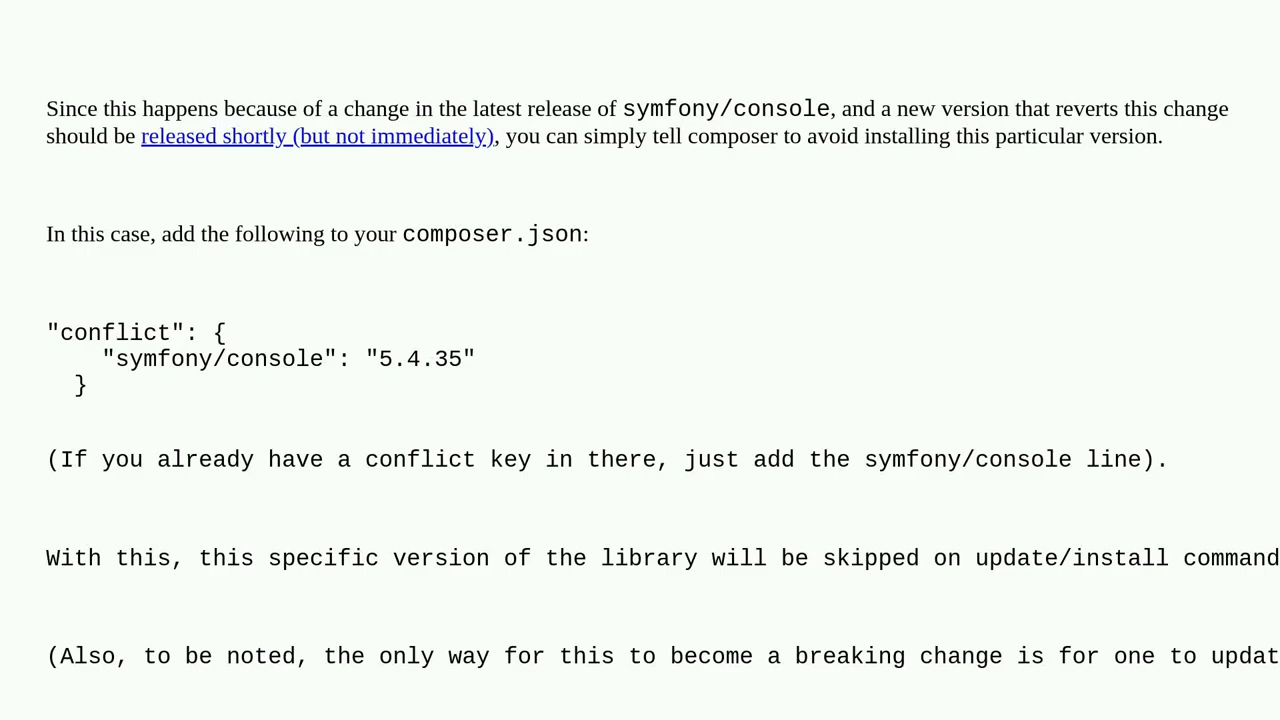 Since this happens because of a change in the latest release of symfony/console, and a new version that reverts this change
should be released shortly (but not immediately), you can simply tell composer to avoid installing this particular version.
In this case, add the following to your composer.json:
"conflict": {
    "symfony/console": "5.4.35"
  }
(If you already have a conflict key in there, just add the symfony/console line).
With this, this specific version of the library will be skipped on update/install command
(Also, to be noted, the only way for this to become a breaking change is for one to updat